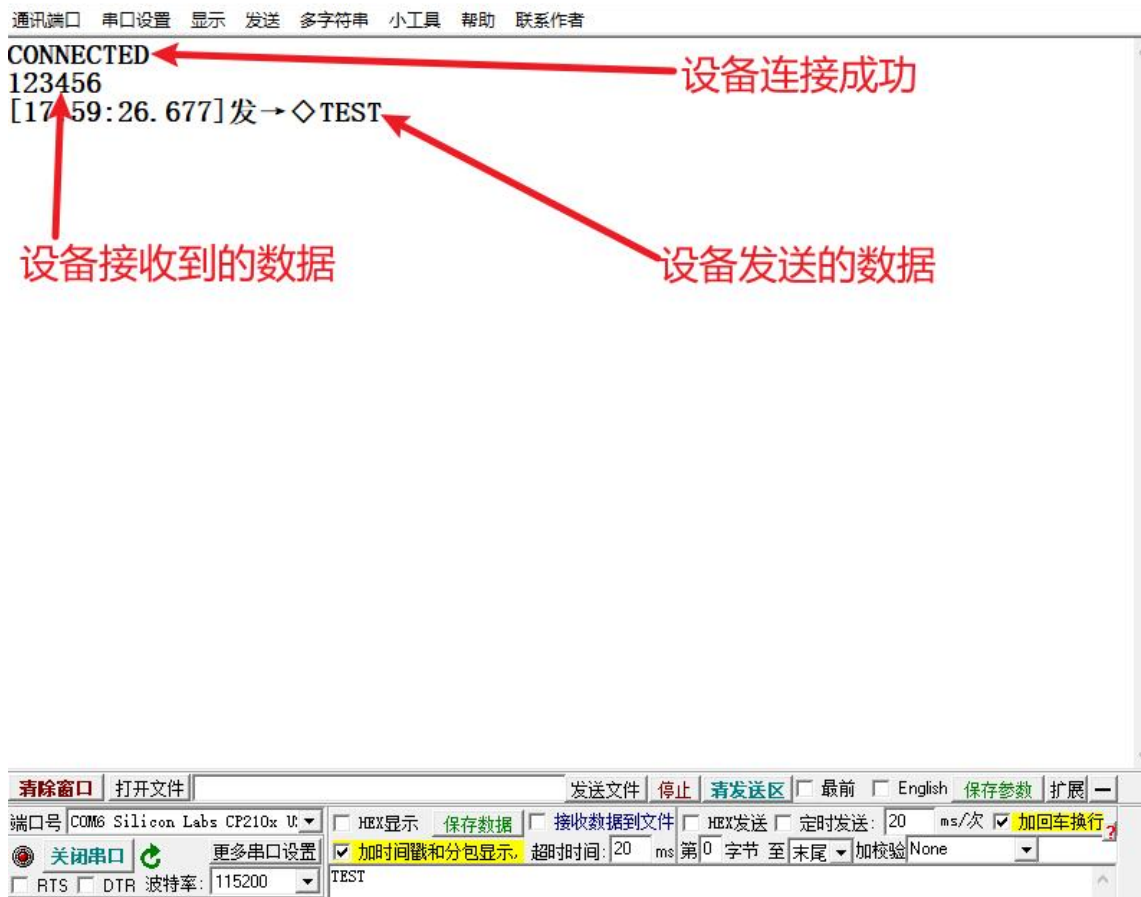 通讯端口 串口设置 显示 发送 多字符串 小工具 帮助 联系作者
CONNECTED
设备连接成功
123456
[17:59:26.677]发→◇TEST
设备接收到的数据
设备发送的数据
清除窗口 打开文件 发送文件 停止 清发送区 最前 English 保存参数 扩展 —
端口号 COM6 Silicon Labs CP210x U HEX显示 保存数据 接收数据到文件 HEX发送 定时发送: 20 ms/次 加回车换行 ?
关闭串口 更多串口设置 加时间戳和分包显示, 超时时间: 20 ms 第 0 字节 至 末尾 加校验 None
RTS DTR 波特率: 115200 TEST